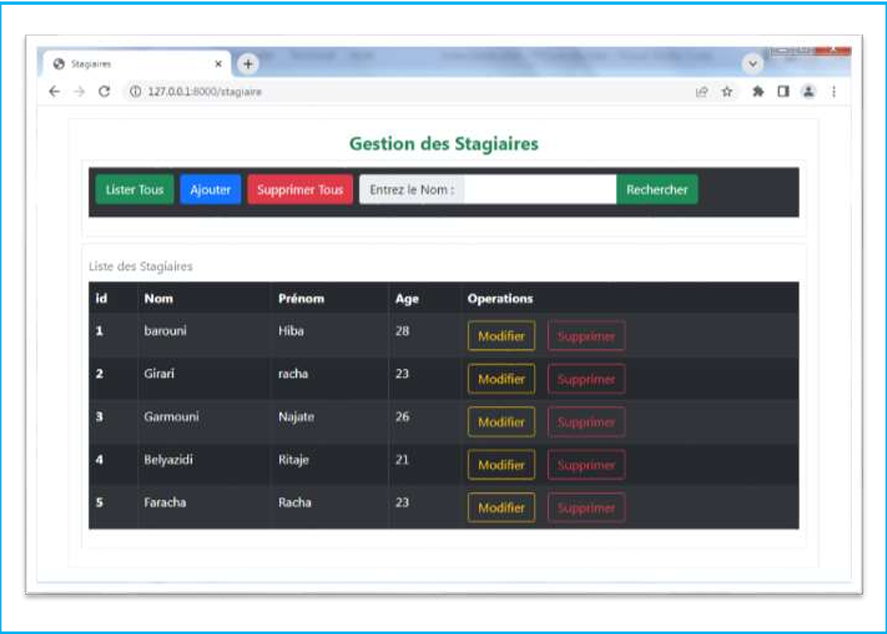 Stagiaires
127.0.0.1:8000/stagiaire
Gestion des Stagiaires
Lister Tous Ajouter Supprimer Tous Entrez le Nom : Rechercher
Liste des Stagiaires
id Nom Prénom Age Operations
1 barouni Hiba 28 Modifier Supprimer
2 Girari racha 23 Modifier Supprimer
3 Garmouni Najate 26 Modifier Supprimer
4 Belyazidi Ritaje 21 Modifier Supprimer
5 Faracha Racha 23 Modifier Supprimer